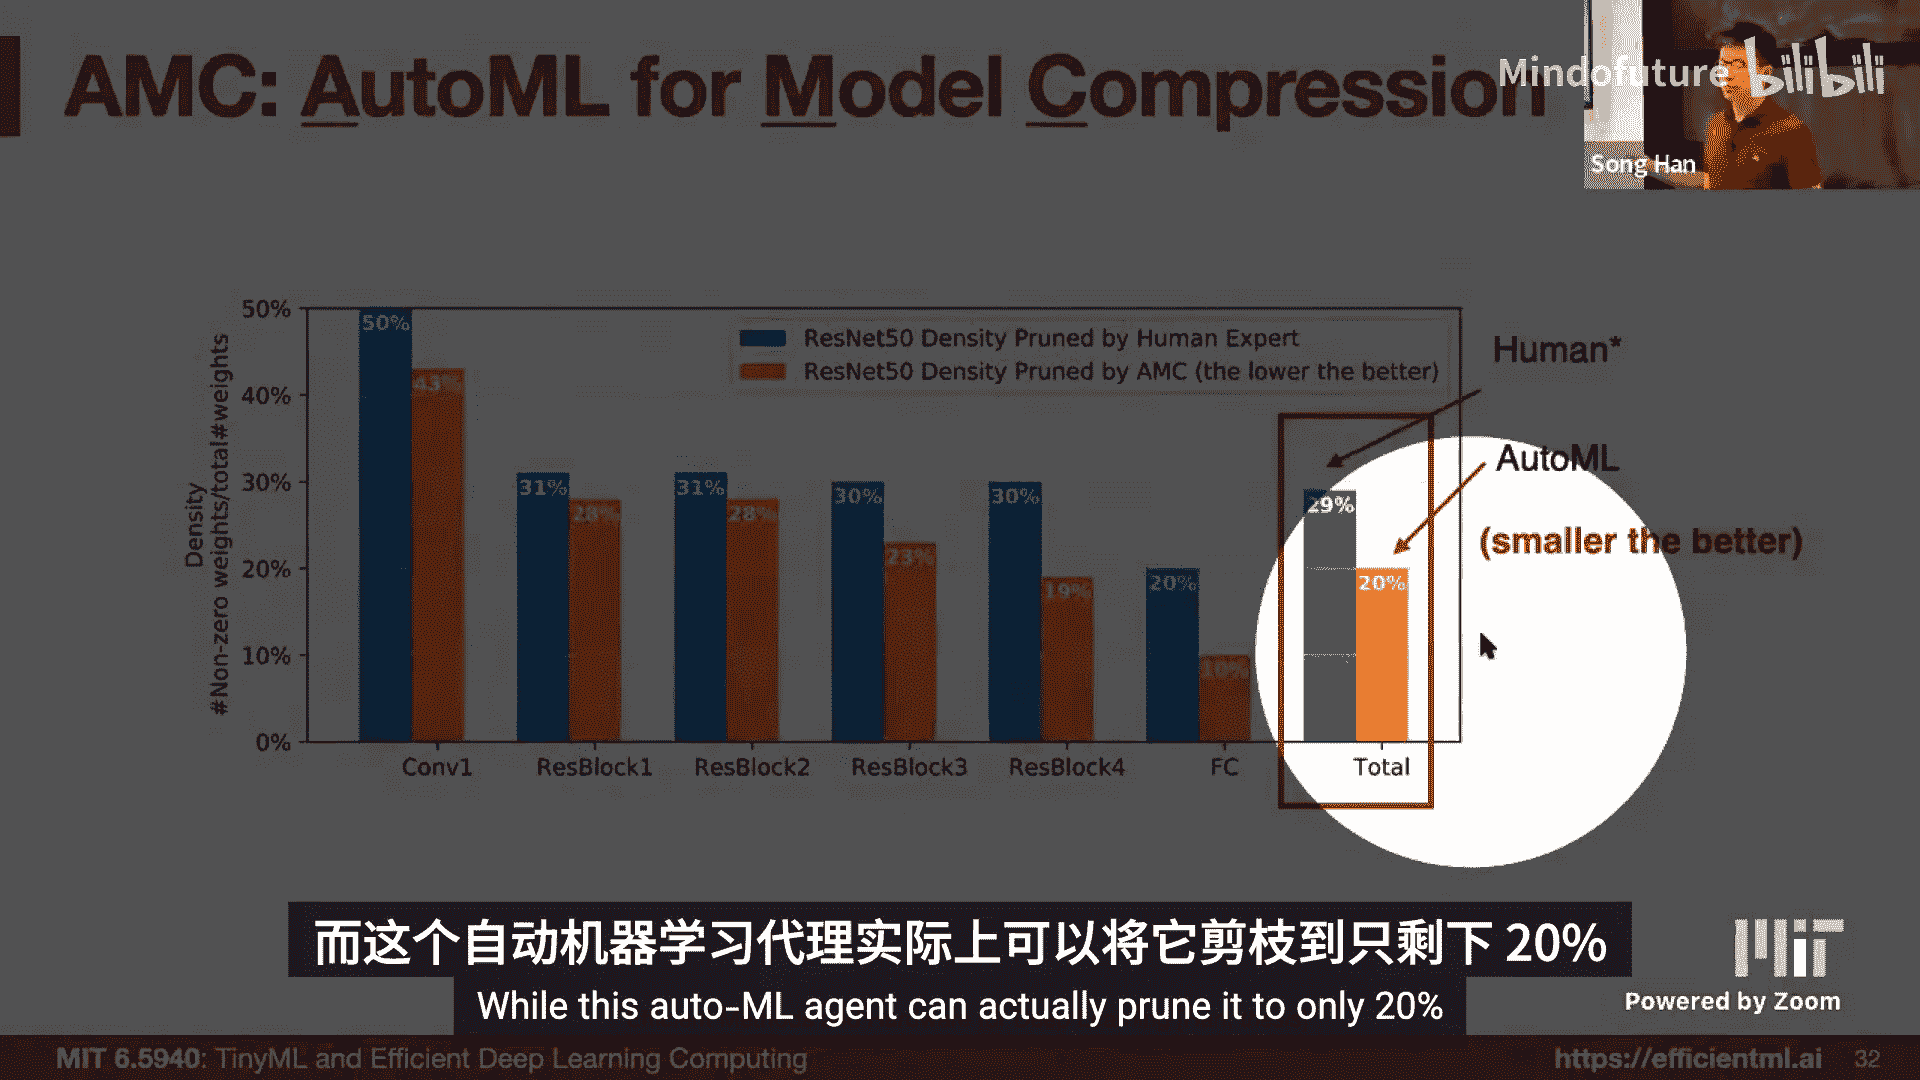 AMC: AutoML for Model Compression
Mindofuture bilibili
Song Han
50%
40%
30%
20%
10%
0%
Density
#Non-zero weights/total#weights
ResNet50 Density Pruned by Human Expert
ResNet50 Density Pruned by AMC (the lower the better)
50%
43%
31%
28%
31%
28%
30%
23%
30%
19%
20%
10%
29%
20%
Human*
AutoML
(smaller the better)
Conv1
ResBlock1
ResBlock2
ResBlock3
ResBlock4
FC
Total
而这个自动机器学习代理实际上可以将它剪枝到只剩下 20%
While this auto-ML agent can actually prune it to only 20%
MIT
Powered by Zoom
MIT 6.5940: TinyML and Efficient Deep Learning Computing
https://efficientml.ai
32